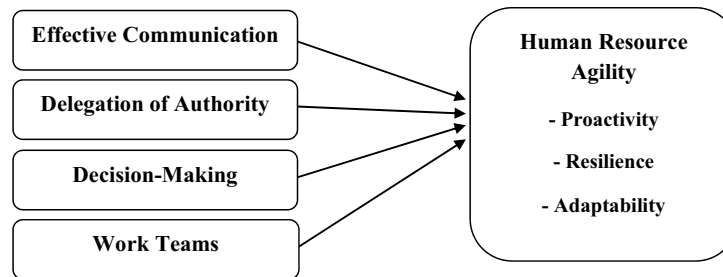 Effective Communication
Delegation of Authority
Decision-Making
Work Teams
Human Resource
Agility
- Proactivity
- Resilience
- Adaptability